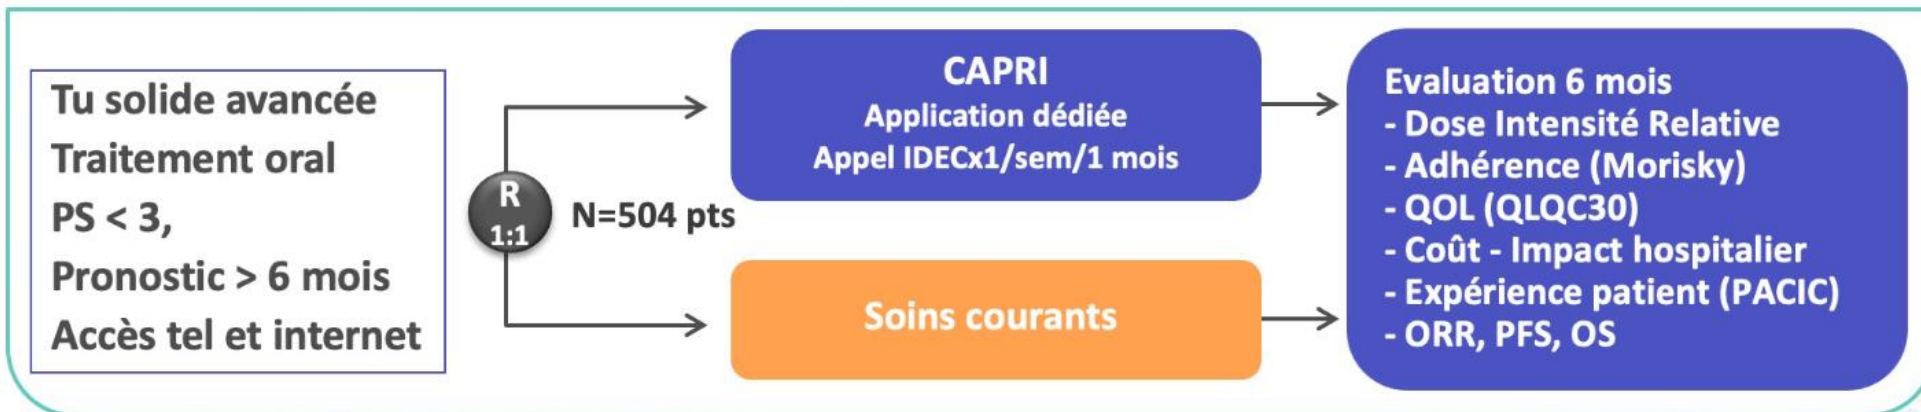 Tu solide avancée
Traitement oral
PS < 3,
Pronostic > 6 mois
Accès tel et internet
R
1:1
N=504 pts
CAPRI
Application dédiée
Appel IDECx1/sem/1 mois
Soins courants
Evaluation 6 mois
- Dose Intensité Relative
- Adhérence (Morisky)
- QOL (QLQC30)
- Coût - Impact hospitalier
- Expérience patient (PACIC)
- ORR, PFS, OS